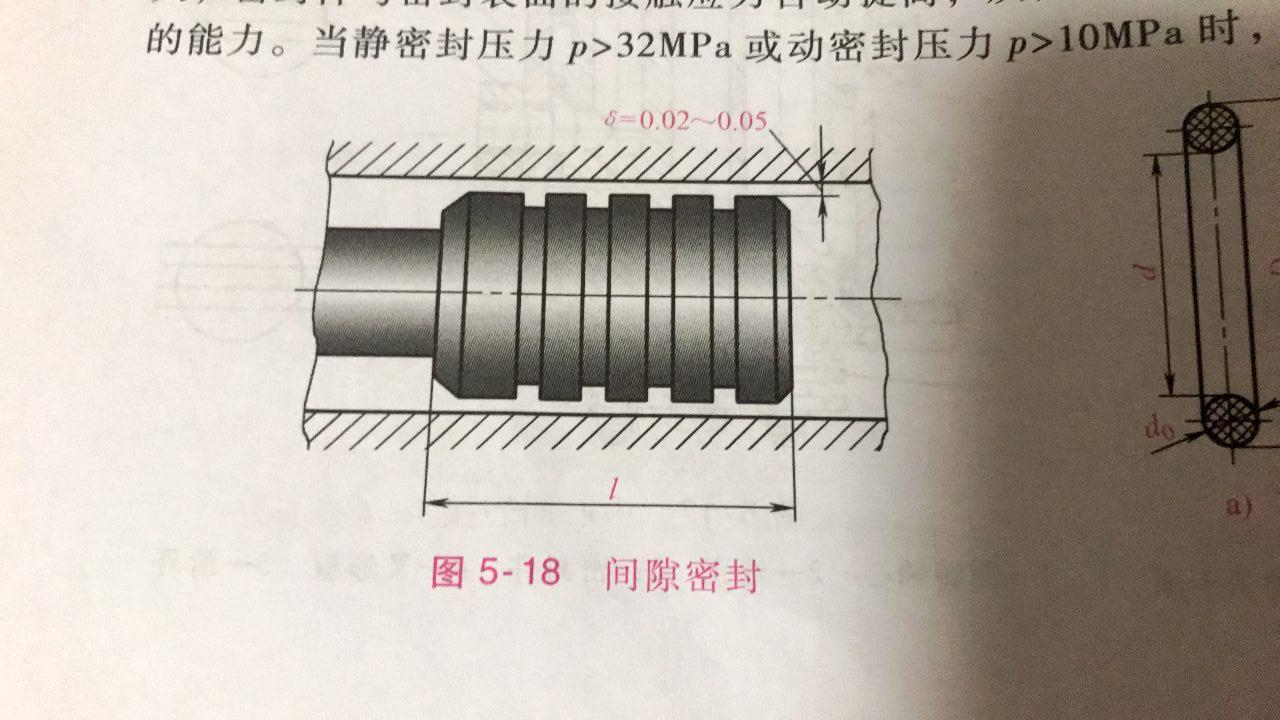 的能力。当静密封压力 p>32MPa 或动密封压力 p>10MPa 时，
δ=0.02～0.05
d
d₀
l
a)
图 5-18 间隙密封